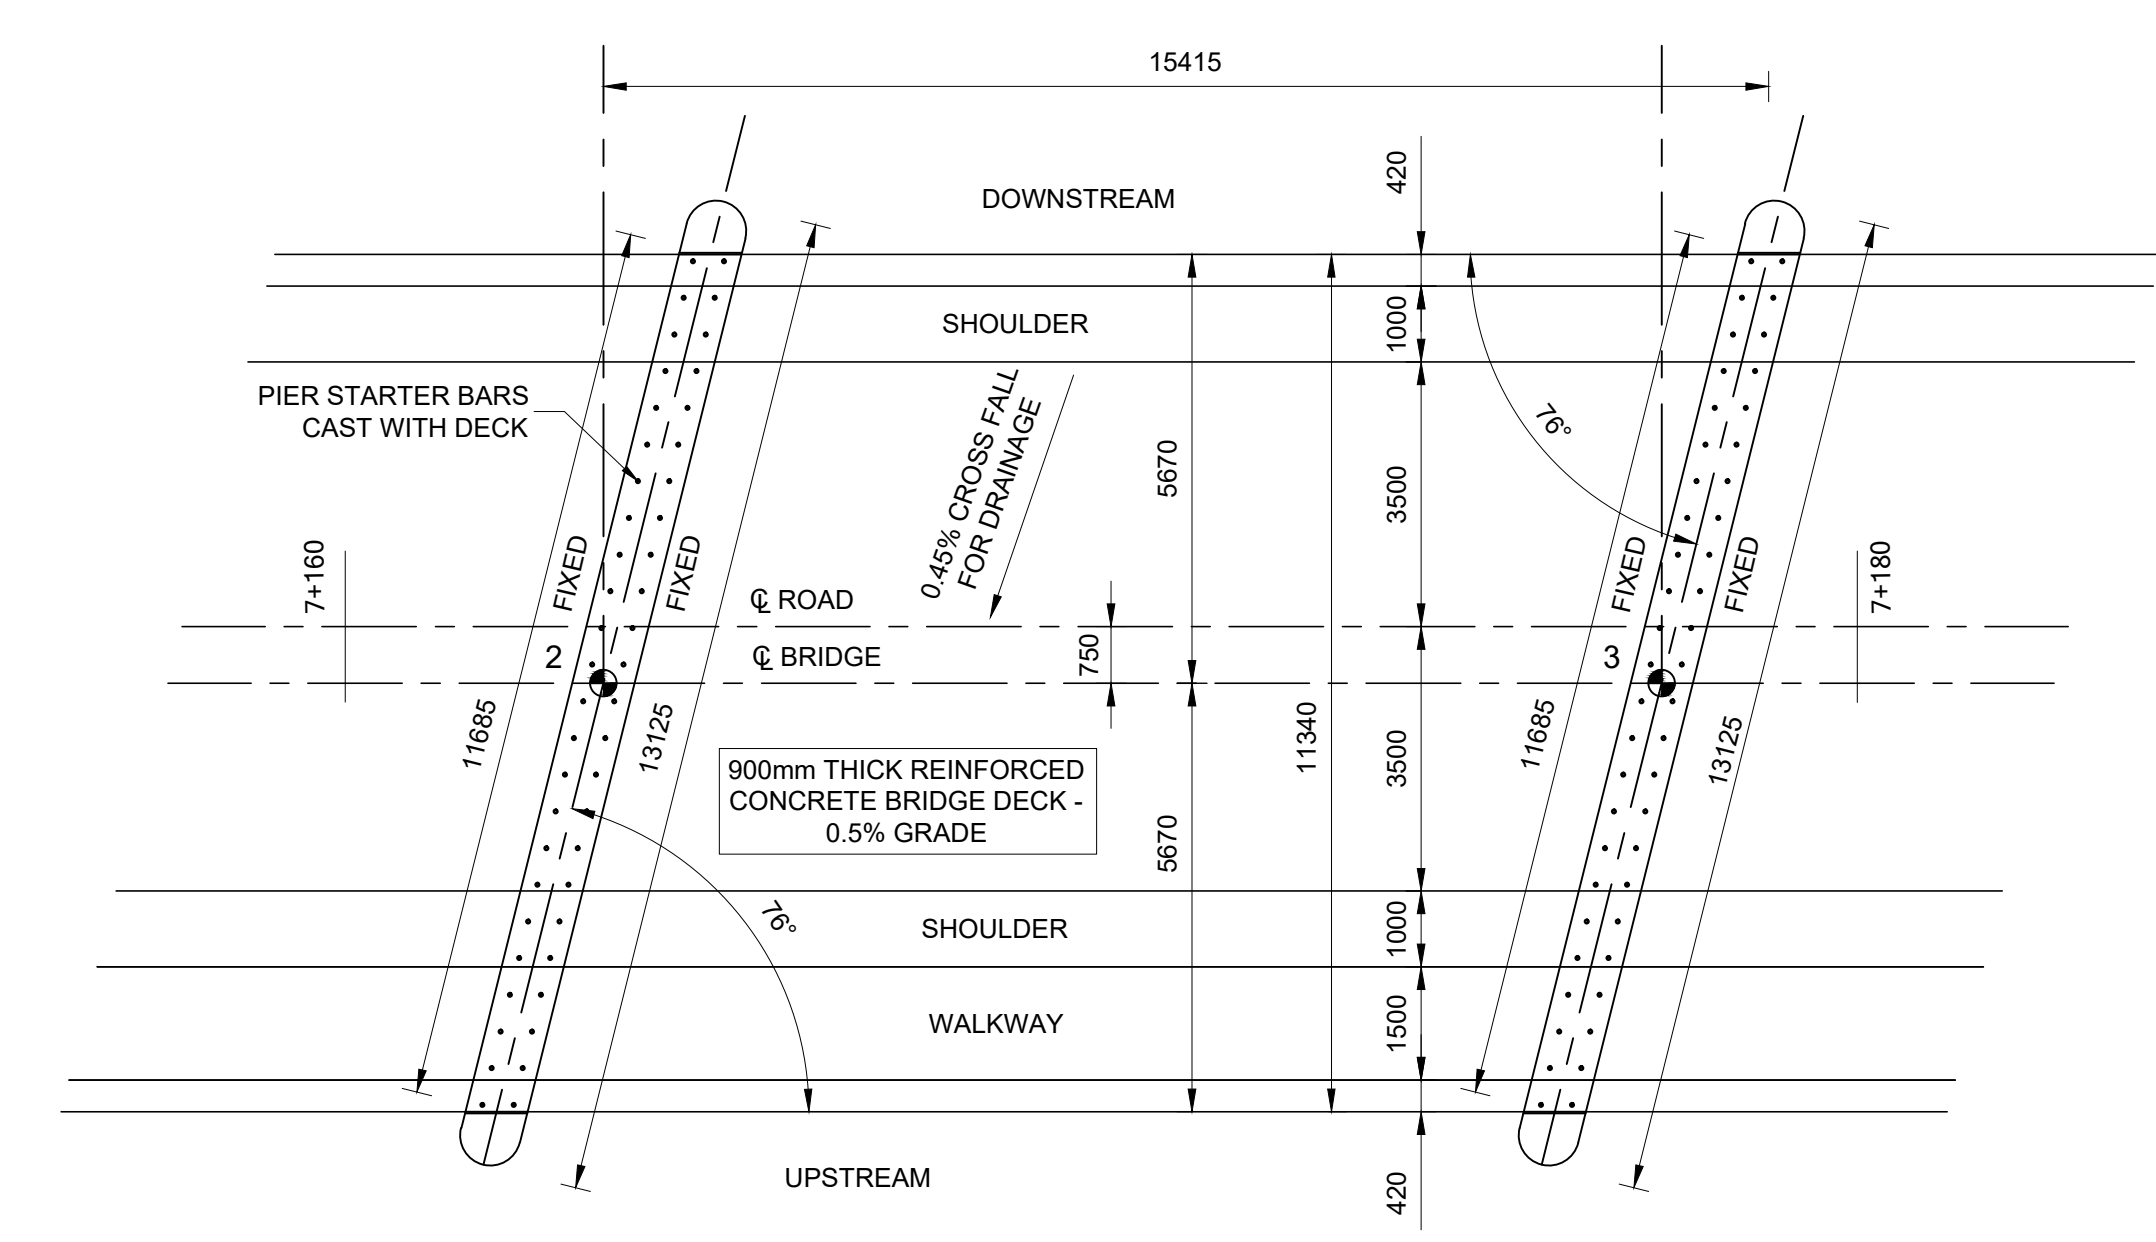 15415
420
DOWNSTREAM
1000
SHOULDER
PIER STARTER BARS
CAST WITH DECK
0.45% CROSS FALL
FOR DRAINAGE
5670
3500
76°
7+160
FIXED
FIXED
FIXED
FIXED
7+180
℄ ROAD
2
℄ BRIDGE
750
3
11685
13125
11340
3500
11685
13125
900mm THICK REINFORCED
CONCRETE BRIDGE DECK -
0.5% GRADE
5670
76°
SHOULDER
1000
WALKWAY
1500
UPSTREAM
420